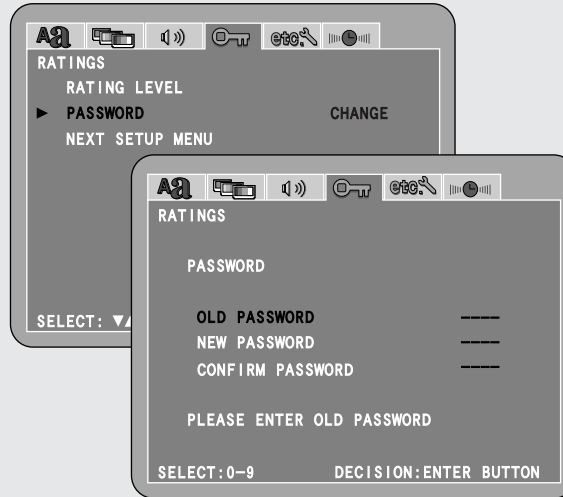 Aa etc.
RATINGS
RATING LEVEL
► PASSWORD CHANGE
NEXT SETUP MENU
SELECT: ▼
Aa etc.
RATINGS
PASSWORD
OLD PASSWORD ––––
NEW PASSWORD
CONFIRM PASSWORD ––––
PLEASE ENTER OLD PASSWORD
SELECT:0–9 DECISION:ENTER BUTTON